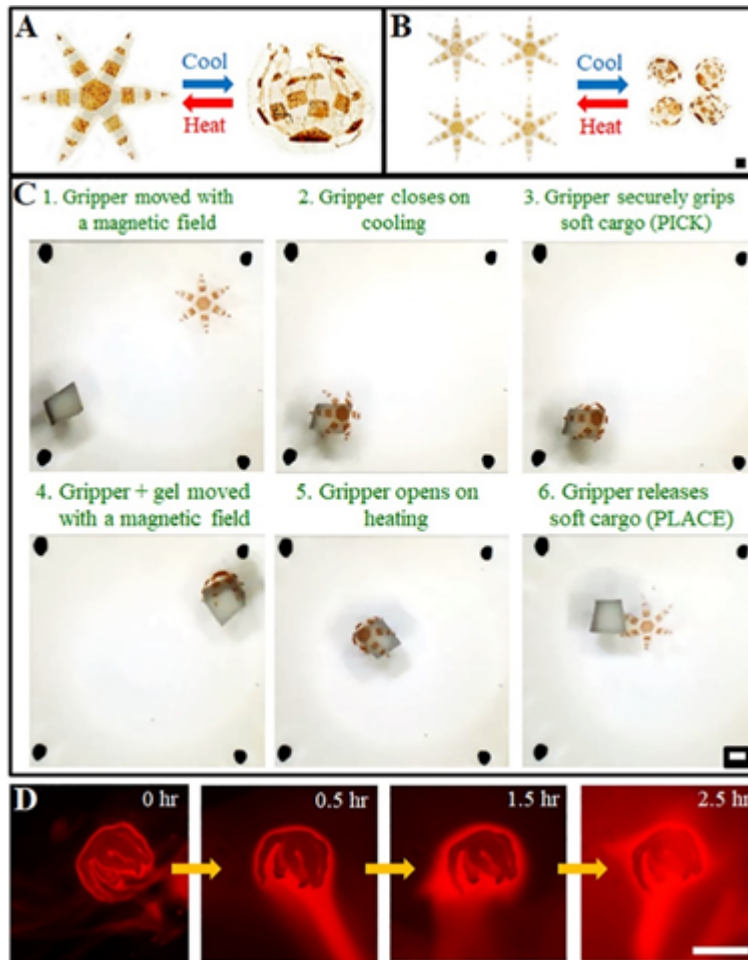 A
Cool
Heat
B
Cool
Heat
C
1. Gripper moved with
a magnetic field
2. Gripper closes on
cooling
3. Gripper securely grips
soft cargo (PICK)
4. Gripper + gel moved
with a magnetic field
5. Gripper opens on
heating
6. Gripper releases
soft cargo (PLACE)
D
0 hr
0.5 hr
1.5 hr
2.5 hr